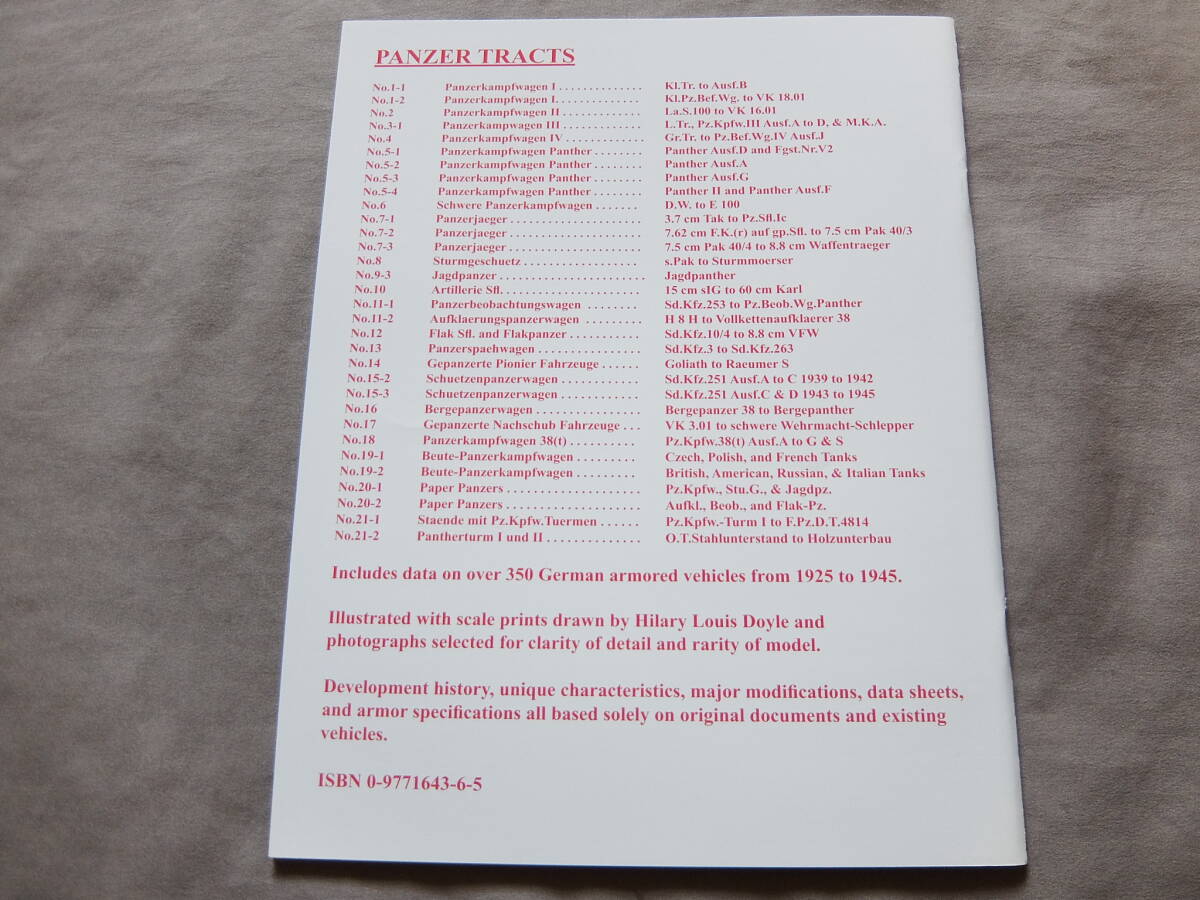 PANZER TRACTS
No.1-1 Panzerkampfwagen I . . . . . . . . . . . . . . Kl.Tr. to Ausf.B
No.1-2 Panzerkampfwagen I. . . . . . . . . . . . . . Kl.Pz.Bef.Wg. to VK 18.01
No.2 Panzerkampfwagen II . . . . . . . . . . . . . La.S.100 to VK 16.01
No.3-1 Panzerkampwagen III . . . . . . . . . . . . . L.Tr., Pz.Kpfw.III Ausf.A to D, & M.K.A.
No.4 Panzerkampfwagen IV . . . . . . . . . . . . . Gr.Tr. to Pz.Bef.Wg.IV Ausf.J
No.5-1 Panzerkampfwagen Panther . . . . . . . . Panther Ausf.D and Fgst.Nr.V2
No.5-2 Panzerkampfwagen Panther . . . . . . . . Panther Ausf.A
No.5-3 Panzerkampfwagen Panther . . . . . . . . Panther Ausf.G
No.5-4 Panzerkampfwagen Panther . . . . . . . . Panther II and Panther Ausf.F
No.6 Schwere Panzerkampfwagen . . . . . . . D.W. to E 100
No.7-1 Panzerjaeger . . . . . . . . . . . . . . . . . . . . . . 3.7 cm Tak to Pz.Sfl.Ic
No.7-2 Panzerjaeger . . . . . . . . . . . . . . . . . . . . . . 7.62 cm F.K.(r) auf gp.Sfl. to 7.5 cm Pak 40/3
No.7-3 Panzerjaeger . . . . . . . . . . . . . . . . . . . . . . 7.5 cm Pak 40/4 to 8.8 cm Waffentraeger
No.8 Sturmgeschuetz . . . . . . . . . . . . . . . . . . . s.Pak to Sturmmoerser
No.9-3 Jagdpanzer . . . . . . . . . . . . . . . . . . . . . . . . Jagdpanther
No.10 Artillerie Sfl. . . . . . . . . . . . . . . . . . . . . . . . 15 cm sIG to 60 cm Karl
No.11-1 Panzerbeobachtungswagen . . . . . . . . Sd.Kfz.253 to Pz.Beob.Wg.Panther
No.11-2 Aufklaerungspanzerwagen . . . . . . . . . H 8 H to Vollkettenaufklaerer 38
No.12 Flak Sfl. and Flakpanzer . . . . . . . . . . . Sd.Kfz.10/4 to 8.8 cm VFW
No.13 Panzerspaehwagen . . . . . . . . . . . . . . . . . Sd.Kfz.3 to Sd.Kfz.263
No.14 Gepanzerte Pionier Fahrzeuge . . . . . . Goliath to Raeumer S
No.15-2 Schuetzenpanzerwagen . . . . . . . . . . . . Sd.Kfz.251 Ausf.A to C 1939 to 1942
No.15-3 Schuetzenpanzerwagen . . . . . . . . . . . . Sd.Kfz.251 Ausf.C & D 1943 to 1945
No.16 Bergepanzerwagen . . . . . . . . . . . . . . . . Bergepanzer 38 to Bergepanther
No.17 Gepanzerte Nachschub Fahrzeuge . . . VK 3.01 to schwere Wehrmacht-Schlepper
No.18 Panzerkampfwagen 38(t) . . . . . . . . . . Pz.Kpfw.38(t) Ausf.A to G & S
No.19-1 Beute-Panzerkampfwagen . . . . . . . . . Czech, Polish, and French Tanks
No.19-2 Beute-Panzerkampfwagen . . . . . . . . . British, American, Russian, & Italian Tanks
No.20-1 Paper Panzers . . . . . . . . . . . . . . . . . . . . Pz.Kpfw., Stu.G., & Jagdpz.
No.20-2 Paper Panzers . . . . . . . . . . . . . . . . . . . . Aufkl., Beob., and Flak-Pz.
No.21-1 Staende mit Pz.Kpfw.Tuermen . . . . . . Pz.Kpfw.-Turm I to F.Pz.D.T.4814
No.21-2 Pantherturm I und II . . . . . . . . . . . . . . O.T.Stahlunterstand to Holzunterbau
Includes data on over 350 German armored vehicles from 1925 to 1945.
Illustrated with scale prints drawn by Hilary Louis Doyle and
photographs selected for clarity of detail and rarity of model.
Development history, unique characteristics, major modifications, data sheets,
and armor specifications all based solely on original documents and existing
vehicles.
ISBN 0-9771643-6-5